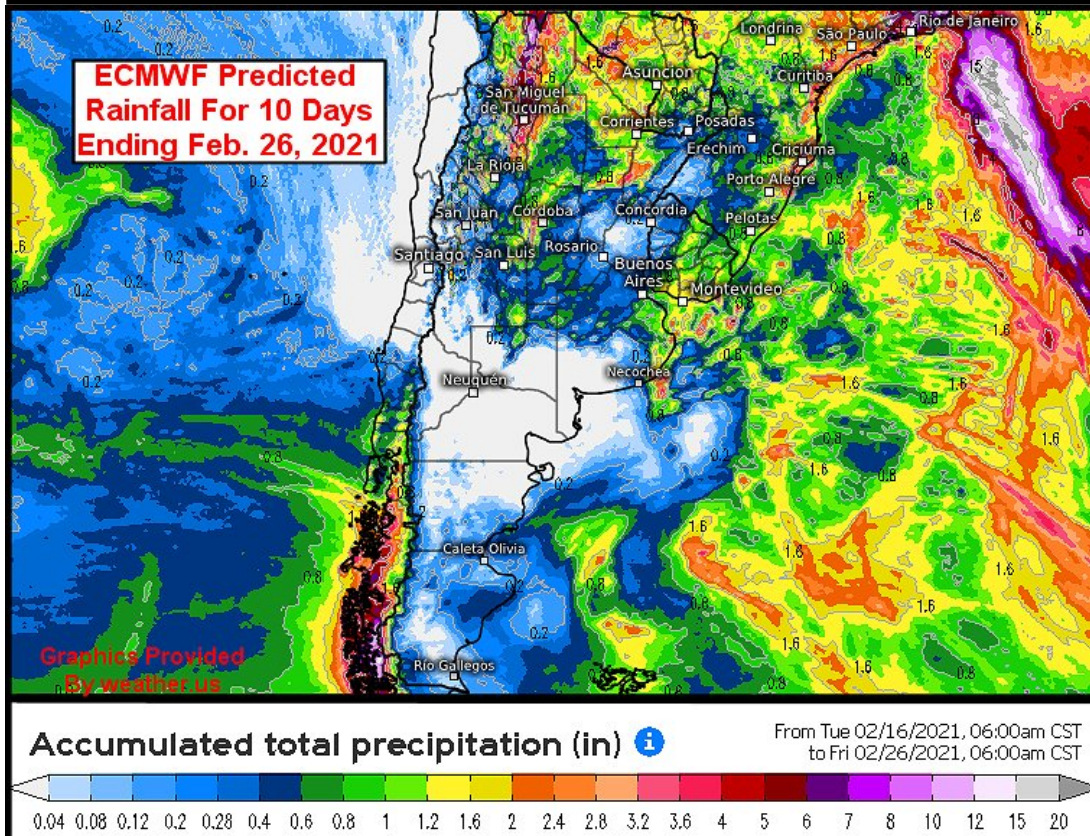 ECMWF Predicted
Rainfall For 10 Days
Ending Feb. 26, 2021
Rio de Janeiro
Londrina
São Paulo
Asuncion
Curitiba
San Miguel
de Tucumán
Corrientes
Posadas
Erechim
Criciúma
La Rioja
Porto Alegre
San Juan
Córdoba
Concordia
Pelotas
Santiago
San Luis
Rosario
Buenos
Aires
Montevideo
Neuquén
Necochea
Caleta Olivia
Río Gallegos
Graphics Provided
By weather.us
Accumulated total precipitation (in) i
From Tue 02/16/2021, 06:00am CST
to Fri 02/26/2021, 06:00am CST
0.04 0.08 0.12 0.2 0.28 0.4 0.6 0.8 1 1.2 1.6 2 2.4 2.8 3.2 3.6 4 5 6 7 8 10 12 15 20